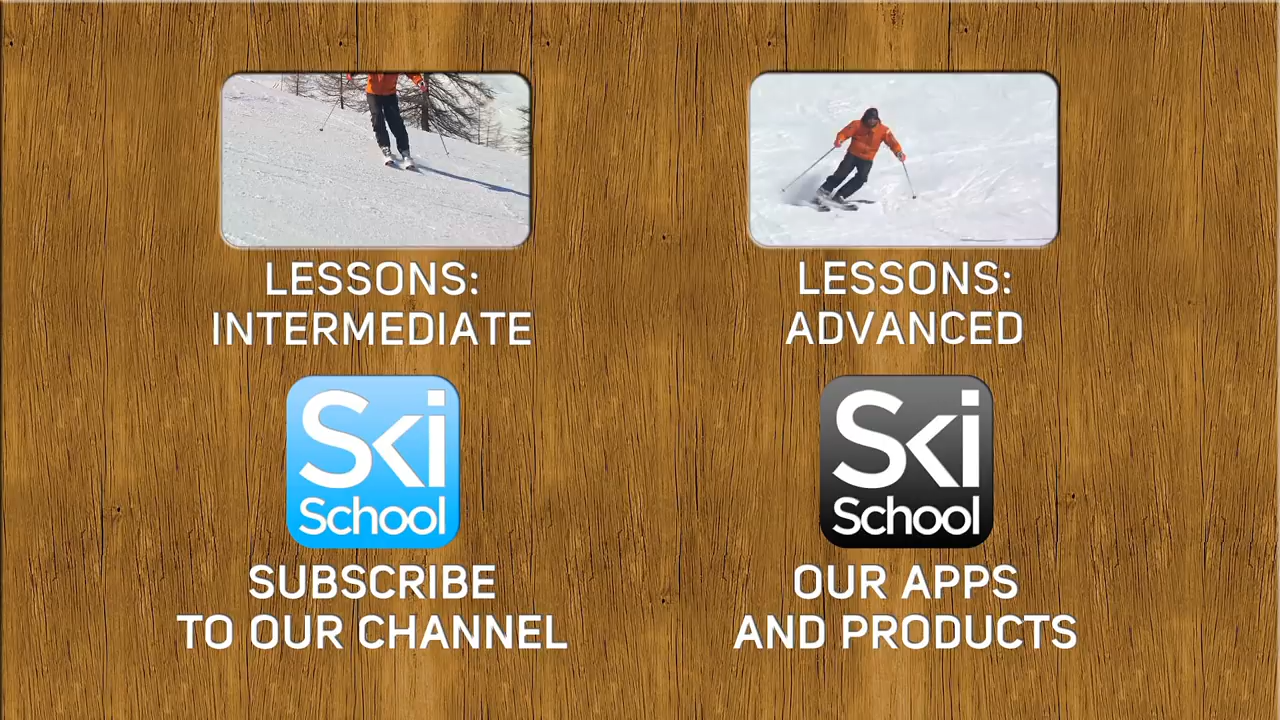 LESSONS:
INTERMEDIATE
LESSONS:
ADVANCED
Ski
School
Ski
School
SUBSCRIBE
TO OUR CHANNEL
OUR APPS
AND PRODUCTS